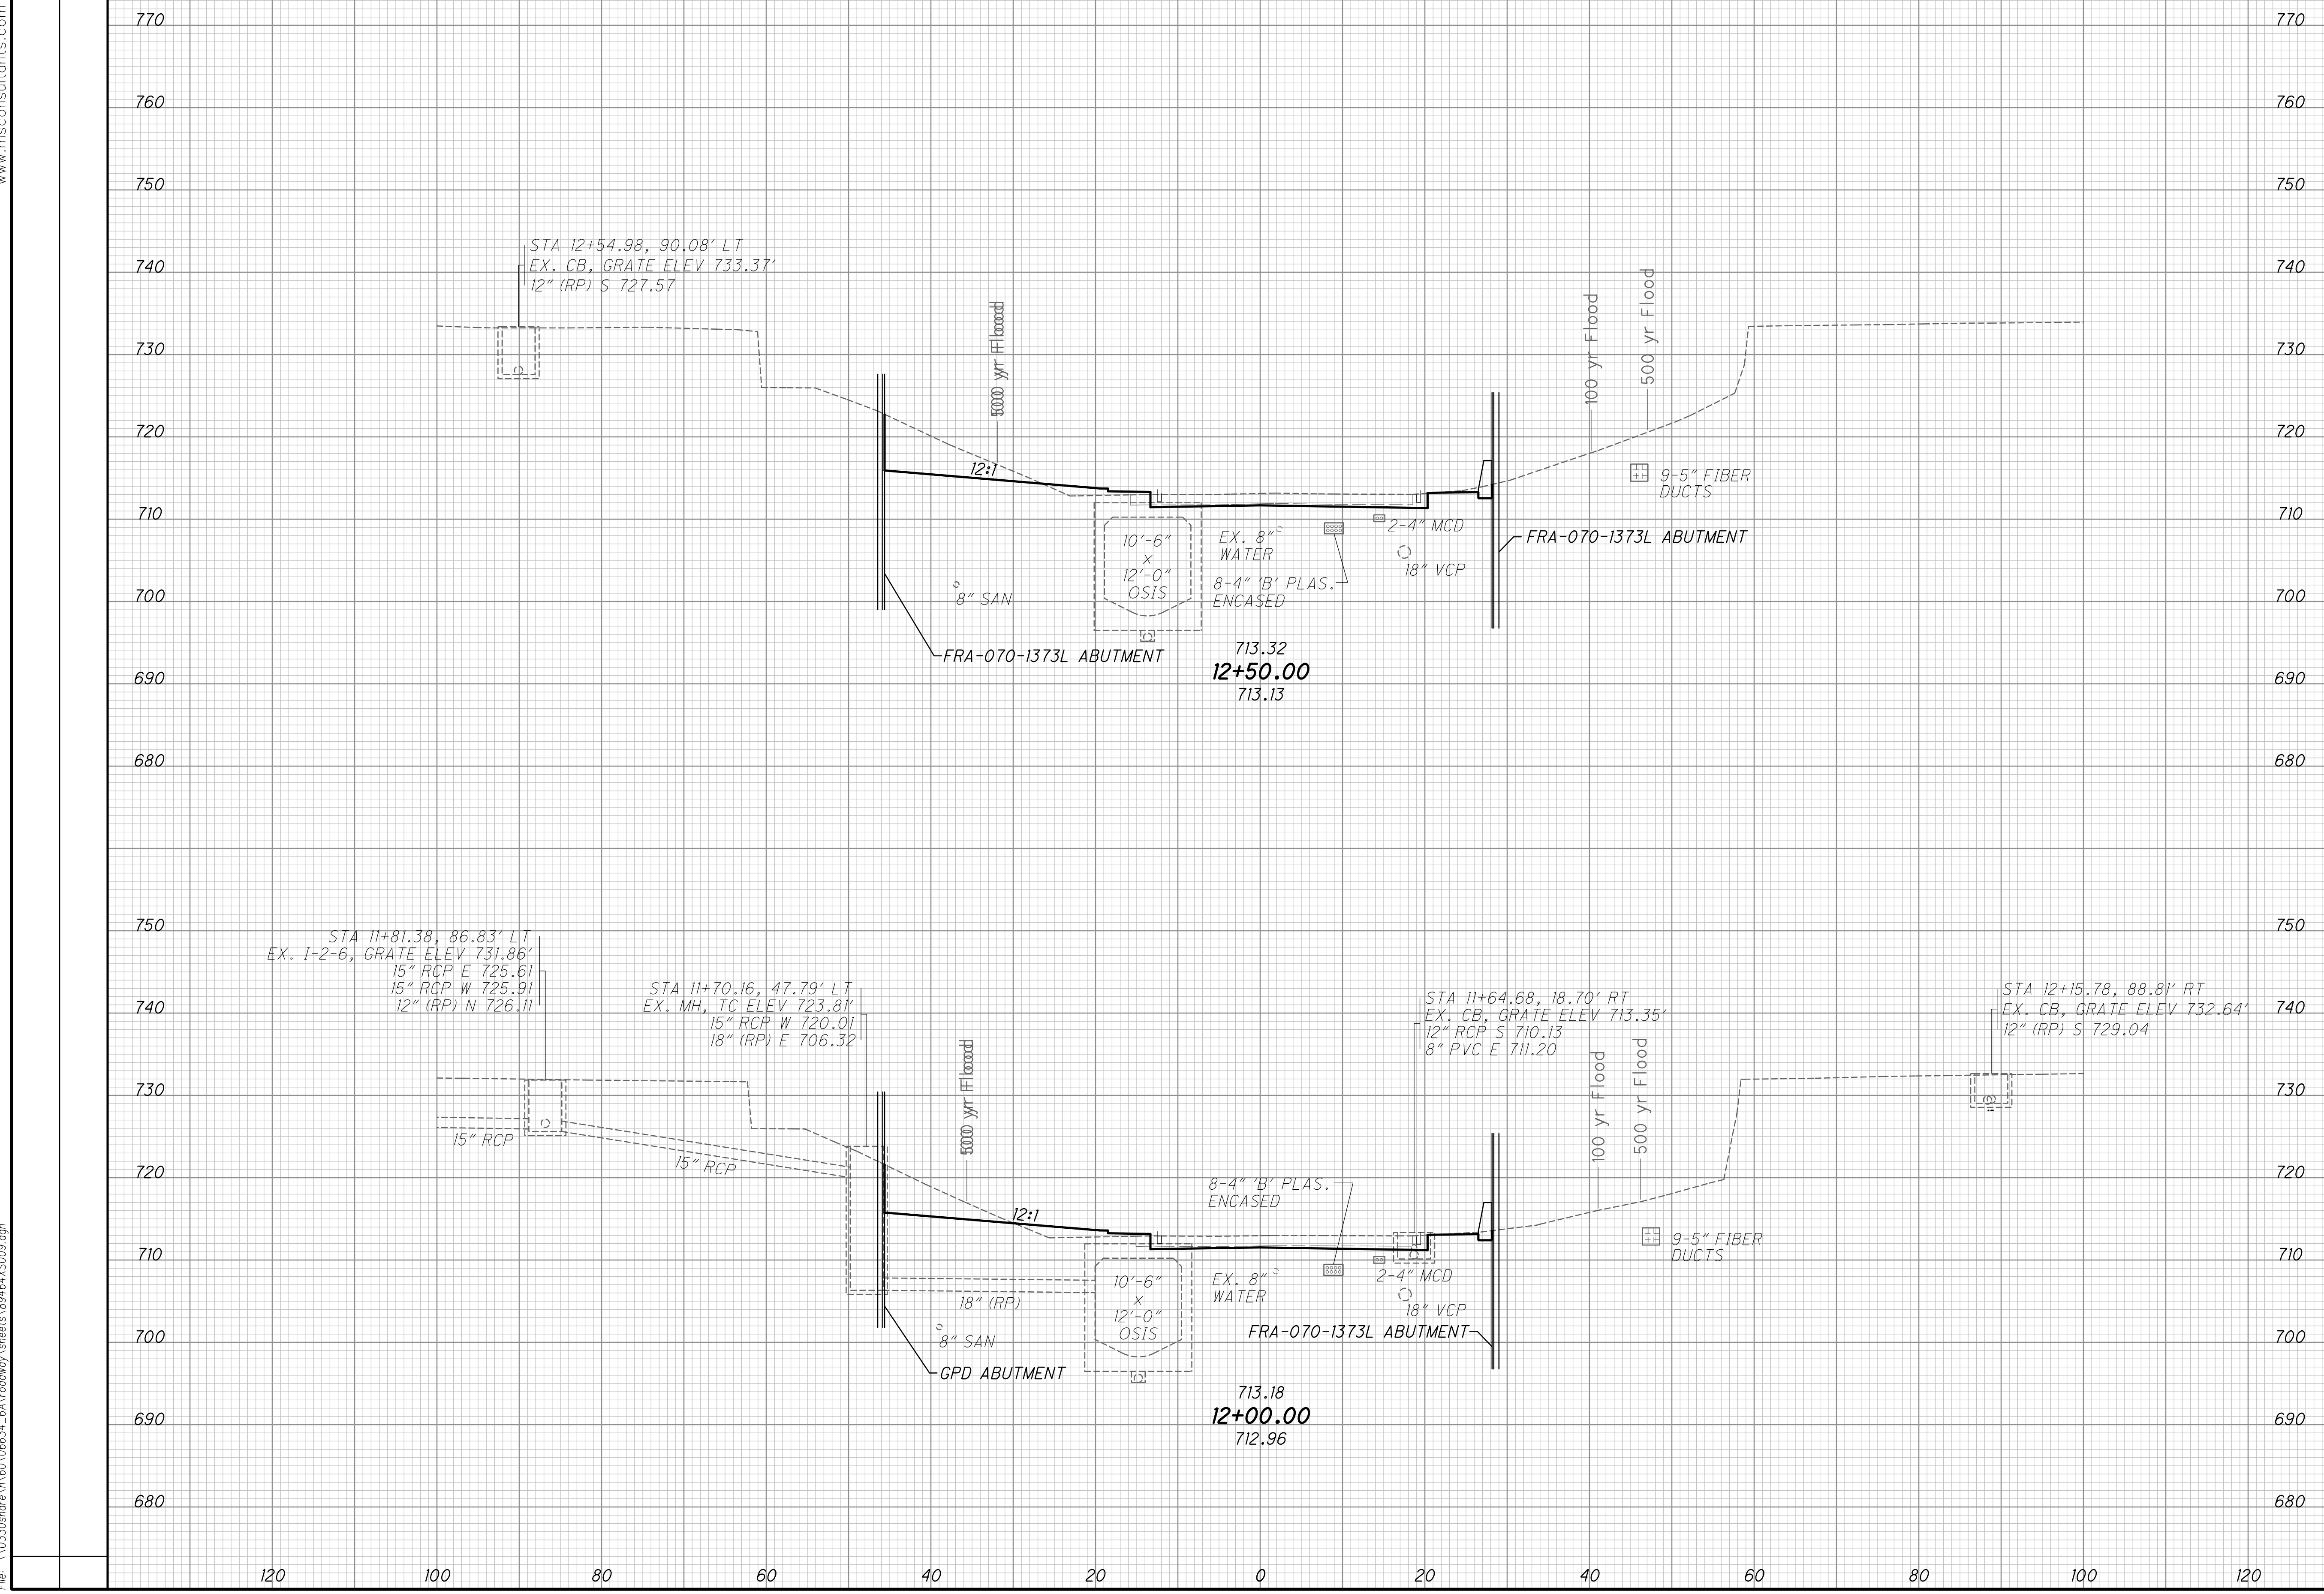 www.hscconsultants.com
770
770
760
760
750
750
STA 12+54.98, 90.08' LT
EX. CB, GRATE ELEV 733.37'
12" (RP) S 727.57
740
740
100 yr Flood
500 yr Flood
730
730
720
720
12:1
9-5" FIBER
DUCTS
710
710
10'-6"
x
12'-0"
OSIS
EX. 8"
WATER
2-4" MCD
FRA-070-1373L ABUTMENT
18" VCP
8-4" 'B' PLAS.
ENCASED
8" SAN
700
700
FRA-070-1373L ABUTMENT
713.32
12+50.00
713.13
690
690
680
680
750
750
STA 11+81.38, 86.83' LT
EX. I-2-6, GRATE ELEV 731.86'
15" RCP E 725.61
15" RCP W 725.91
12" (RP) N 726.11
STA 11+70.16, 47.79' LT
EX. MH, TC ELEV 723.81'
15" RCP W 720.01
18" (RP) E 706.32
STA 11+64.68, 18.70' RT
EX. CB, GRATE ELEV 713.35'
12" RCP S 710.13
8" PVC E 711.20
STA 12+15.78, 88.81' RT
EX. CB, GRATE ELEV 732.64'
12" (RP) S 729.04
740
740
100 yr Flood
500 yr Flood
730
730
15" RCP
15" RCP
720
720
8-4" 'B' PLAS.
ENCASED
12:1
9-5" FIBER
DUCTS
710
710
10'-6"
x
12'-0"
OSIS
EX. 8"
WATER
2-4" MCD
18" (RP)
18" VCP
8" SAN
FRA-070-1373L ABUTMENT
700
700
GPD ABUTMENT
713.18
12+00.00
712.96
690
690
680
680
120
100
80
60
40
20
0
20
40
60
80
100
120